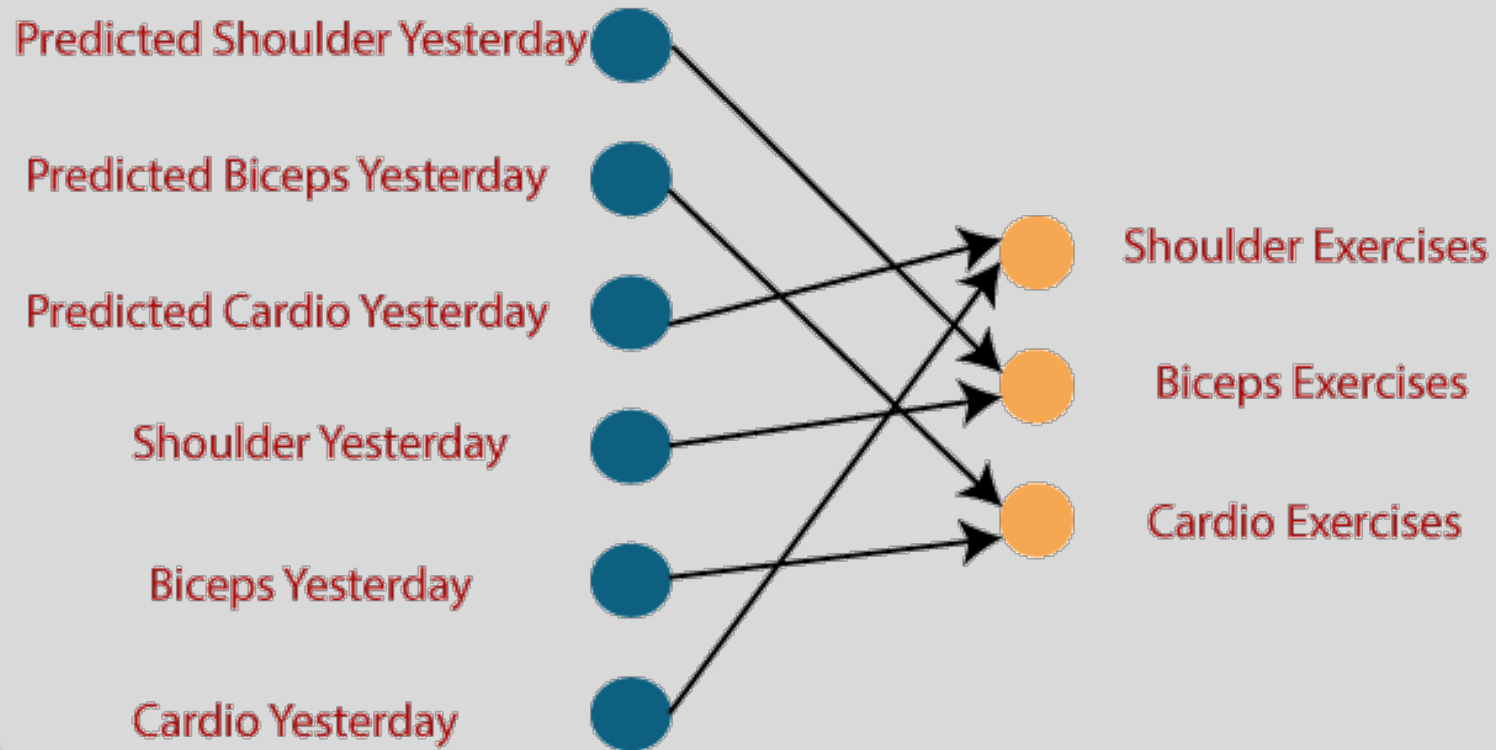 Predicted Shoulder Yesterday
Predicted Biceps Yesterday
Predicted Cardio Yesterday
Shoulder Yesterday
Biceps Yesterday
Cardio Yesterday
Shoulder Exercises
Biceps Exercises
Cardio Exercises